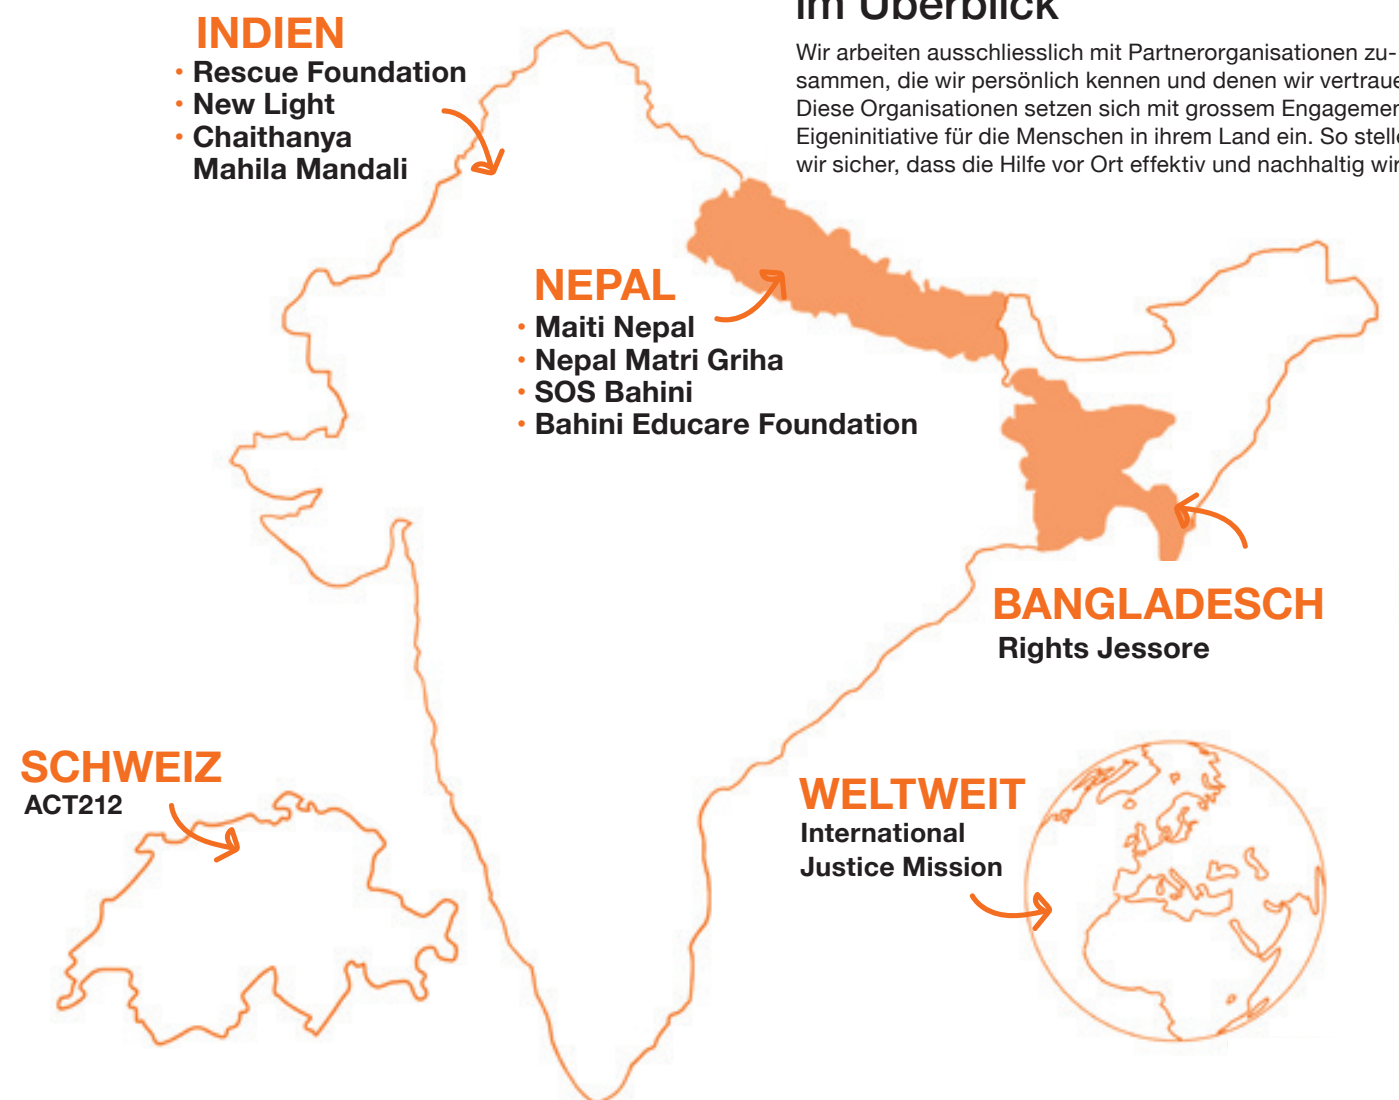 im Überblick
Wir arbeiten ausschliesslich mit Partnerorganisationen zu-
sammen, die wir persönlich kennen und denen wir
Diese Organisationen setzen sich mit grossem
Eigeninitiative für die Menschen in ihrem Land ein. So
wir sicher, dass die Hilfe vor Ort effektiv und nachhaltig
INDIEN
• Rescue Foundation
• New Light
• Chaithanya
Mahila Mandali
NEPAL
• Maiti Nepal
• Nepal Matri Griha
• SOS Bahini
• Bahini Educare Foundation
BANGLADESCH
Rights Jessore
SCHWEIZ
ACT212
WELTWEIT
International
Justice Mission